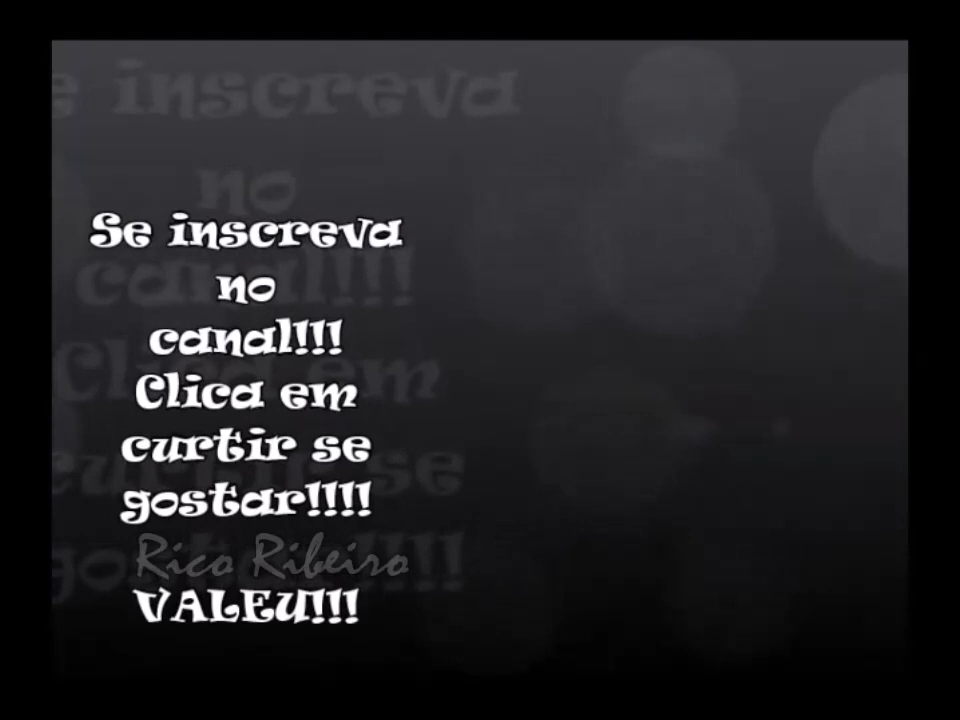 Se inscreva
no
canal!!!
Clica em
curtir se
gostar!!!!
Rico Ribeiro
VALEU!!!